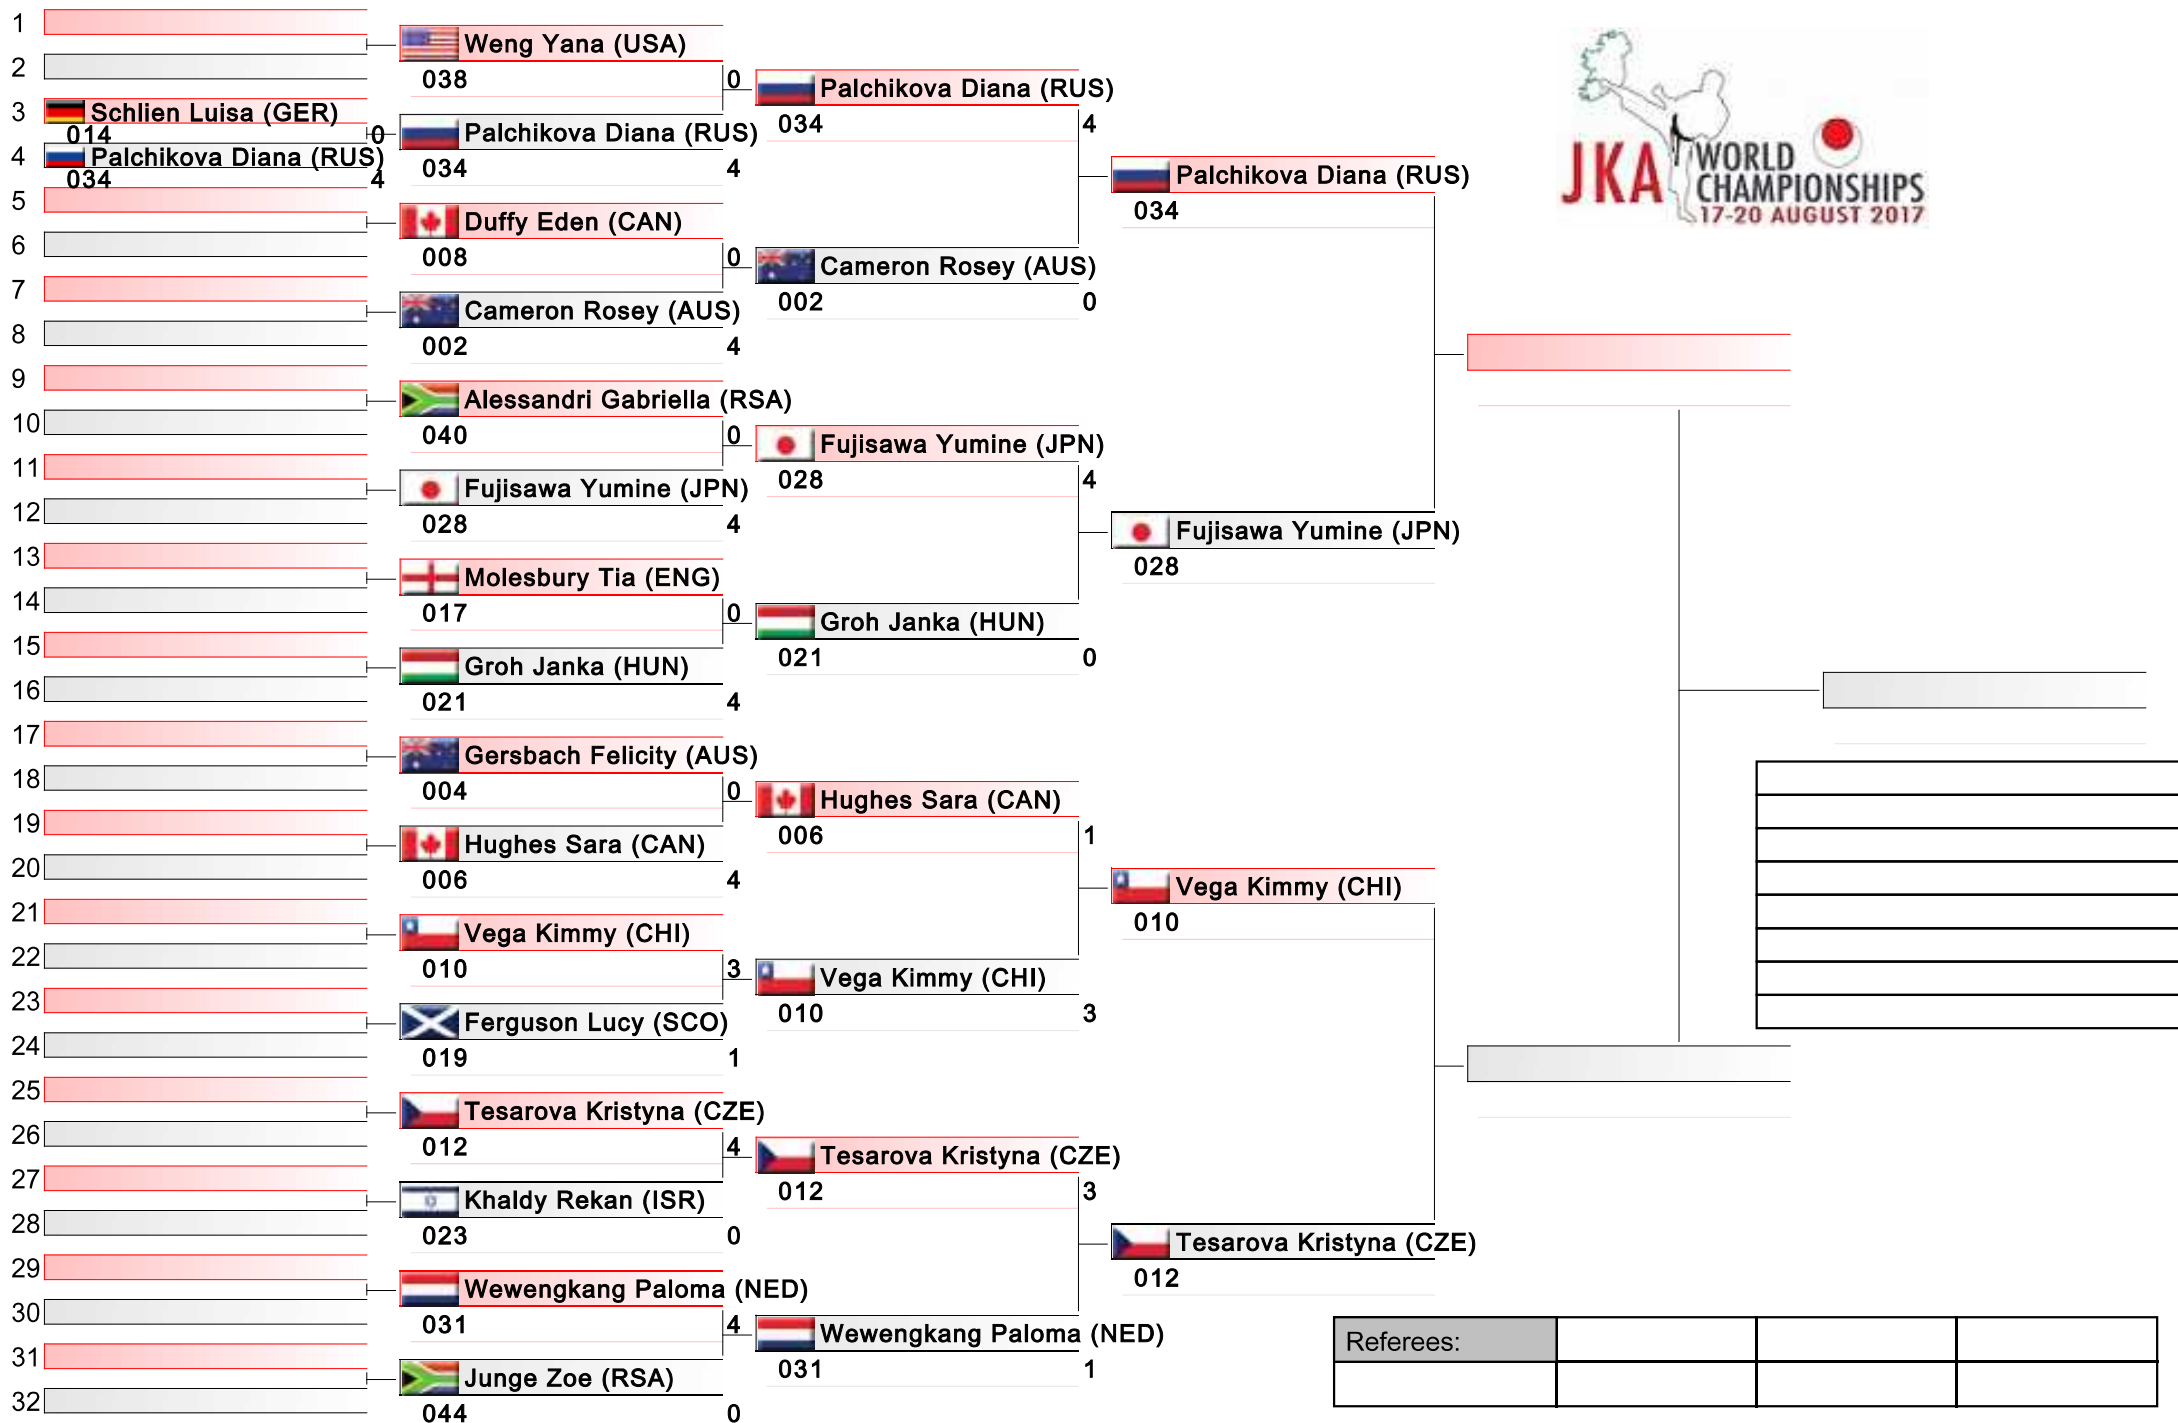 1
2
3
Schlien Luisa (GER)
014 0
4
Palchikova Diana (RUS)
034 4
5
6
7
8
9
10
11
12
13
14
15
16
17
18
19
20
21
22
23
24
25
26
27
28
29
30
31
32
Weng Yana (USA)
038 0
Palchikova Diana (RUS)
034 4
Duffy Eden (CAN)
008 0
Cameron Rosey (AUS)
002 4
Alessandri Gabriella (RSA)
040 0
Fujisawa Yumine (JPN)
028 4
Molesbury Tia (ENG)
017 0
Groh Janka (HUN)
021 4
Gersbach Felicity (AUS)
004 0
Hughes Sara (CAN)
006 4
Vega Kimmy (CHI)
010 3
Ferguson Lucy (SCO)
019 1
Tesarova Kristyna (CZE)
012 4
Khaldy Rekan (ISR)
023 0
Wewengkang Paloma (NED)
031 4
Junge Zoe (RSA)
044 0
Palchikova Diana (RUS)
034 4
Cameron Rosey (AUS)
002 0
Fujisawa Yumine (JPN)
028 4
Groh Janka (HUN)
021 0
Hughes Sara (CAN)
006 1
Vega Kimmy (CHI)
010 3
Tesarova Kristyna (CZE)
012 3
Wewengkang Paloma (NED)
031 1
Palchikova Diana (RUS)
034
Fujisawa Yumine (JPN)
028
Vega Kimmy (CHI)
010
Tesarova Kristyna (CZE)
012
JKA WORLD
CHAMPIONSHIPS
17-20 AUGUST 2017
Referees: